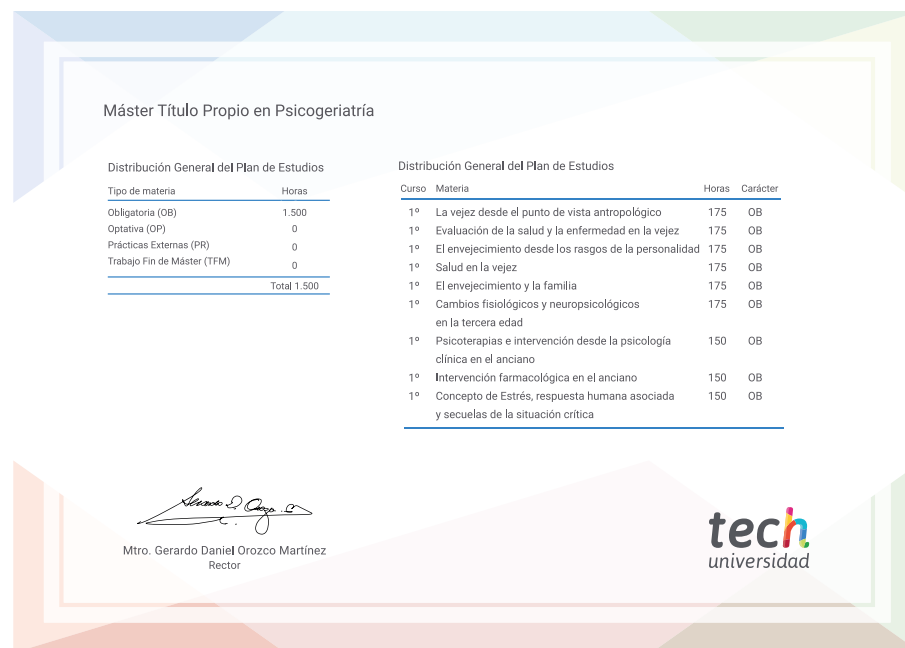 Máster Título Propio en Psicogeriatría
Distribución General del Plan de Estudios
Tipo de materia Horas
Obligatoria (OB) 1.500
Optativa (OP) 0
Prácticas Externas (PR) 0
Trabajo Fin de Máster (TFM) 0
Total 1.500
Distribución General del Plan de Estudios
Curso Materia Horas Carácter
1º La vejez desde el punto de vista antropológico 175 OB
1º Evaluación de la salud y la enfermedad en la vejez 175 OB
1º El envejecimiento desde los rasgos de la personalidad 175 OB
1º Salud en la vejez 175 OB
1º El envejecimiento y la familia 175 OB
1º Cambios fisiológicos y neuropsicológicos 175 OB
en la tercera edad
1º Psicoterapias e intervención desde la psicología 150 OB
clínica en el anciano
1º Intervención farmacológica en el anciano 150 OB
1º Concepto de Estrés, respuesta humana asociada 150 OB
y secuelas de la situación crítica
Mtro. Gerardo Daniel Orozco Martínez
Rector
tech
universidad